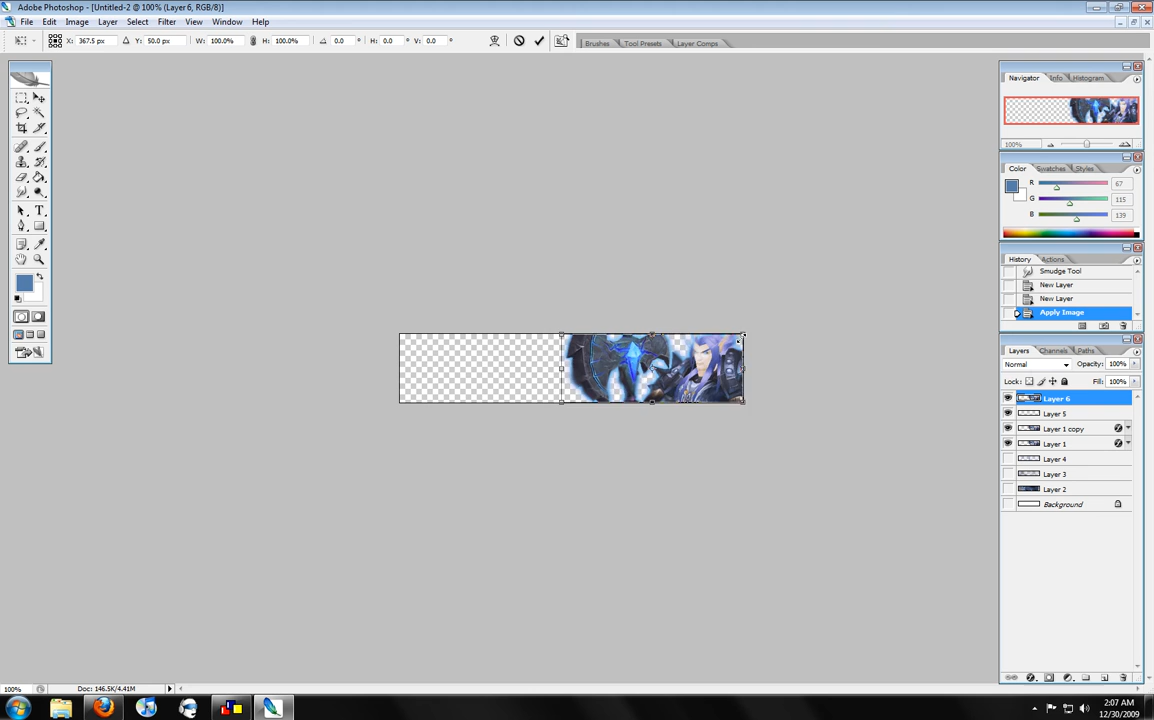 Adobe Photoshop - [Untitled-2 @ 100% (Layer 6, RGB/8)]
File Edit Image Layer Select Filter View Window Help
X: 367.5 px Y: 50.0 px W: 100.0% H: 100.0% 0.0 ° H: 0.0 ° V: 0.0 ° Brushes Tool Presets Layer Comps
Navigator Info Histogram
100%
Color Swatches Styles
R 67
G 115
B 139
History Actions
Smudge Tool
New Layer
New Layer
Apply Image
Layers Channels Paths
Normal Opacity: 100%
Lock: Fill: 100%
Layer 6
Layer 5
Layer 1 copy
Layer 1
Layer 4
Layer 3
Layer 2
Background
T
100% Doc: 146.5K/4.41M
2:07 AM
12/30/2009